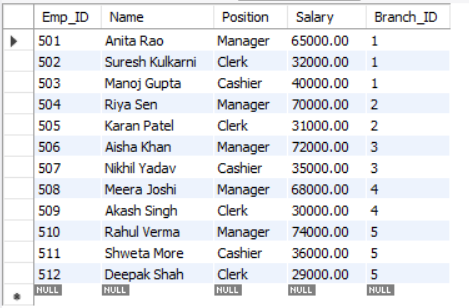 Emp_ID Name Position Salary Branch_ID
501 Anita Rao Manager 65000.00 1
502 Suresh Kulkarni Clerk 32000.00 1
503 Manoj Gupta Cashier 40000.00 1
504 Riya Sen Manager 70000.00 2
505 Karan Patel Clerk 31000.00 2
506 Aisha Khan Manager 72000.00 3
507 Nikhil Yadav Cashier 35000.00 3
508 Meera Joshi Manager 68000.00 4
509 Akash Singh Clerk 30000.00 4
510 Rahul Verma Manager 74000.00 5
511 Shweta More Cashier 36000.00 5
512 Deepak Shah Clerk 29000.00 5
NULL NULL NULL NULL NULL